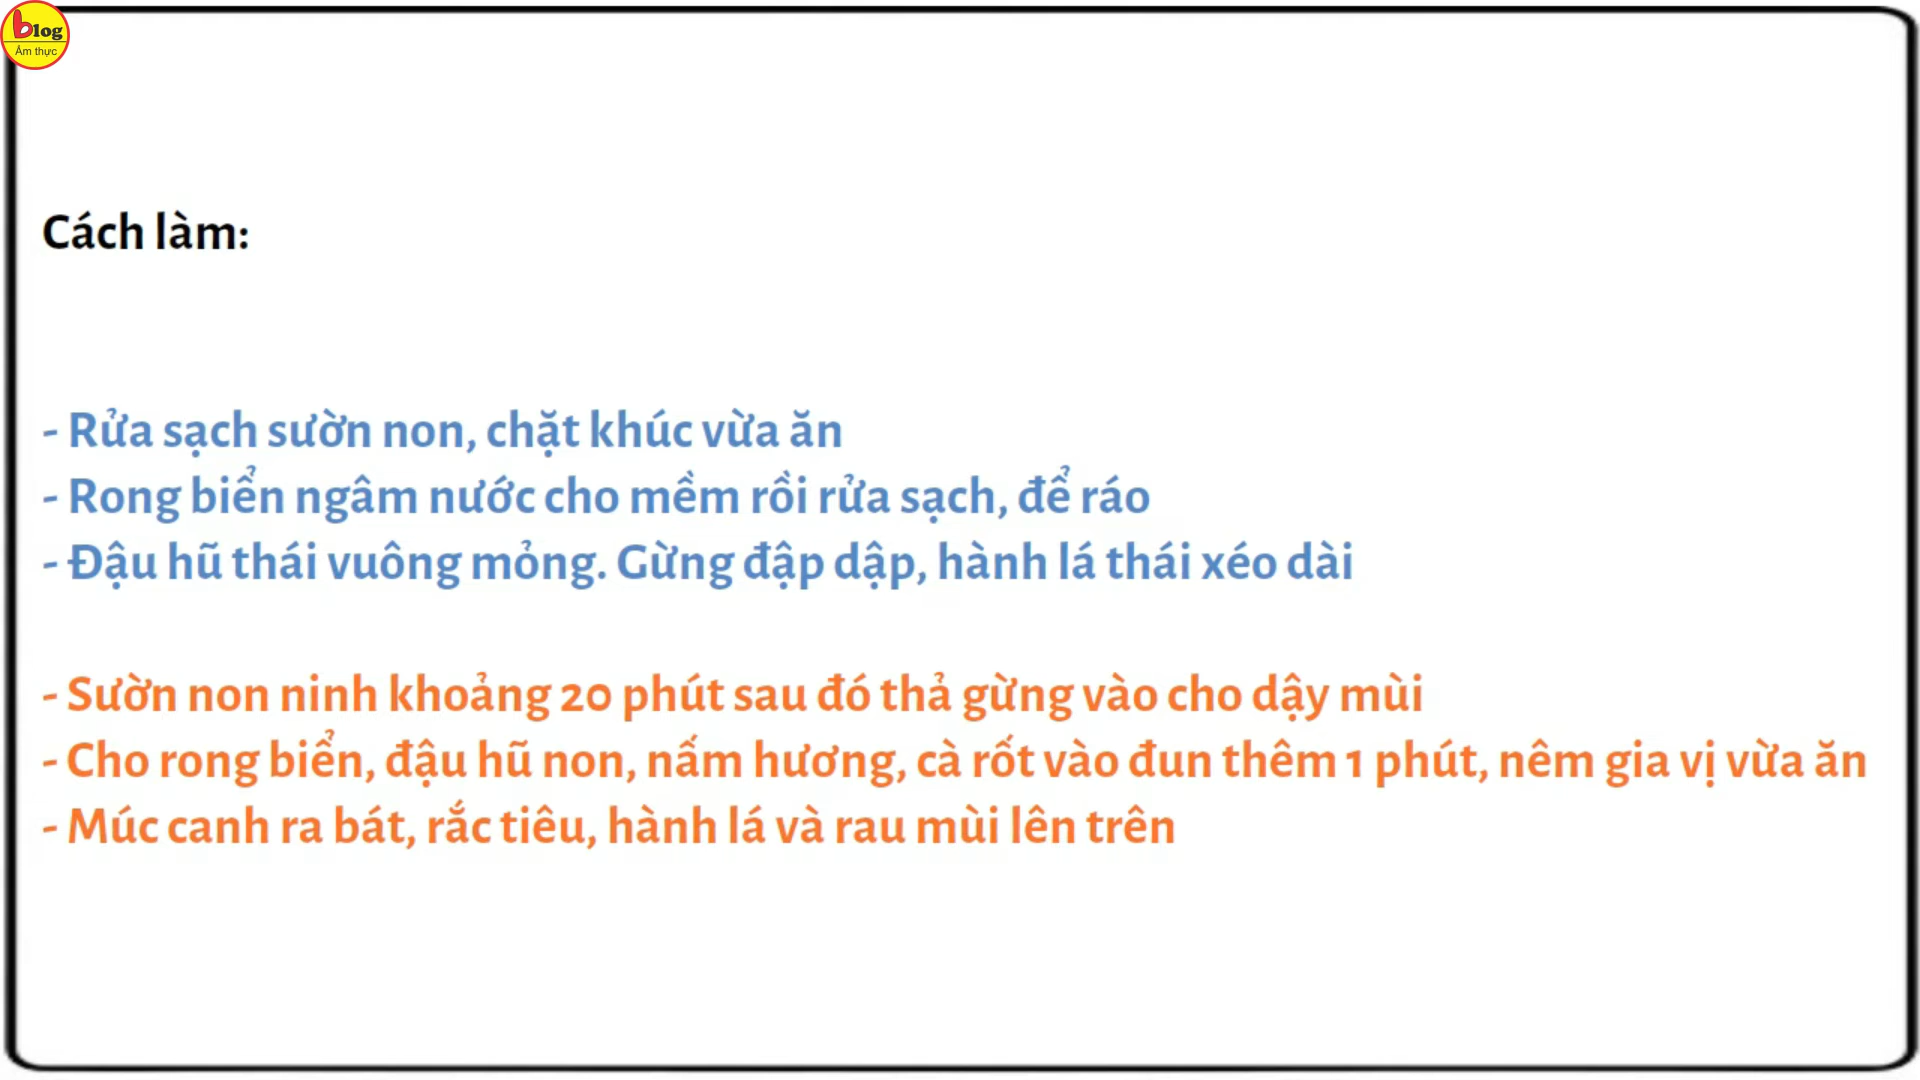 blog
Ẩm thực
Cách làm:
- Rửa sạch sườn non, chặt khúc vừa ăn
- Rong biển ngâm nước cho mềm rồi rửa sạch, để ráo
- Đậu hũ thái vuông mỏng. Gừng đập dập, hành lá thái xéo dài
- Sườn non ninh khoảng 20 phút sau đó thả gừng vào cho dậy mùi
- Cho rong biển, đậu hũ non, nấm hương, cà rốt vào đun thêm 1 phút, nêm gia vị vừa ăn
- Múc canh ra bát, rắc tiêu, hành lá và rau mùi lên trên